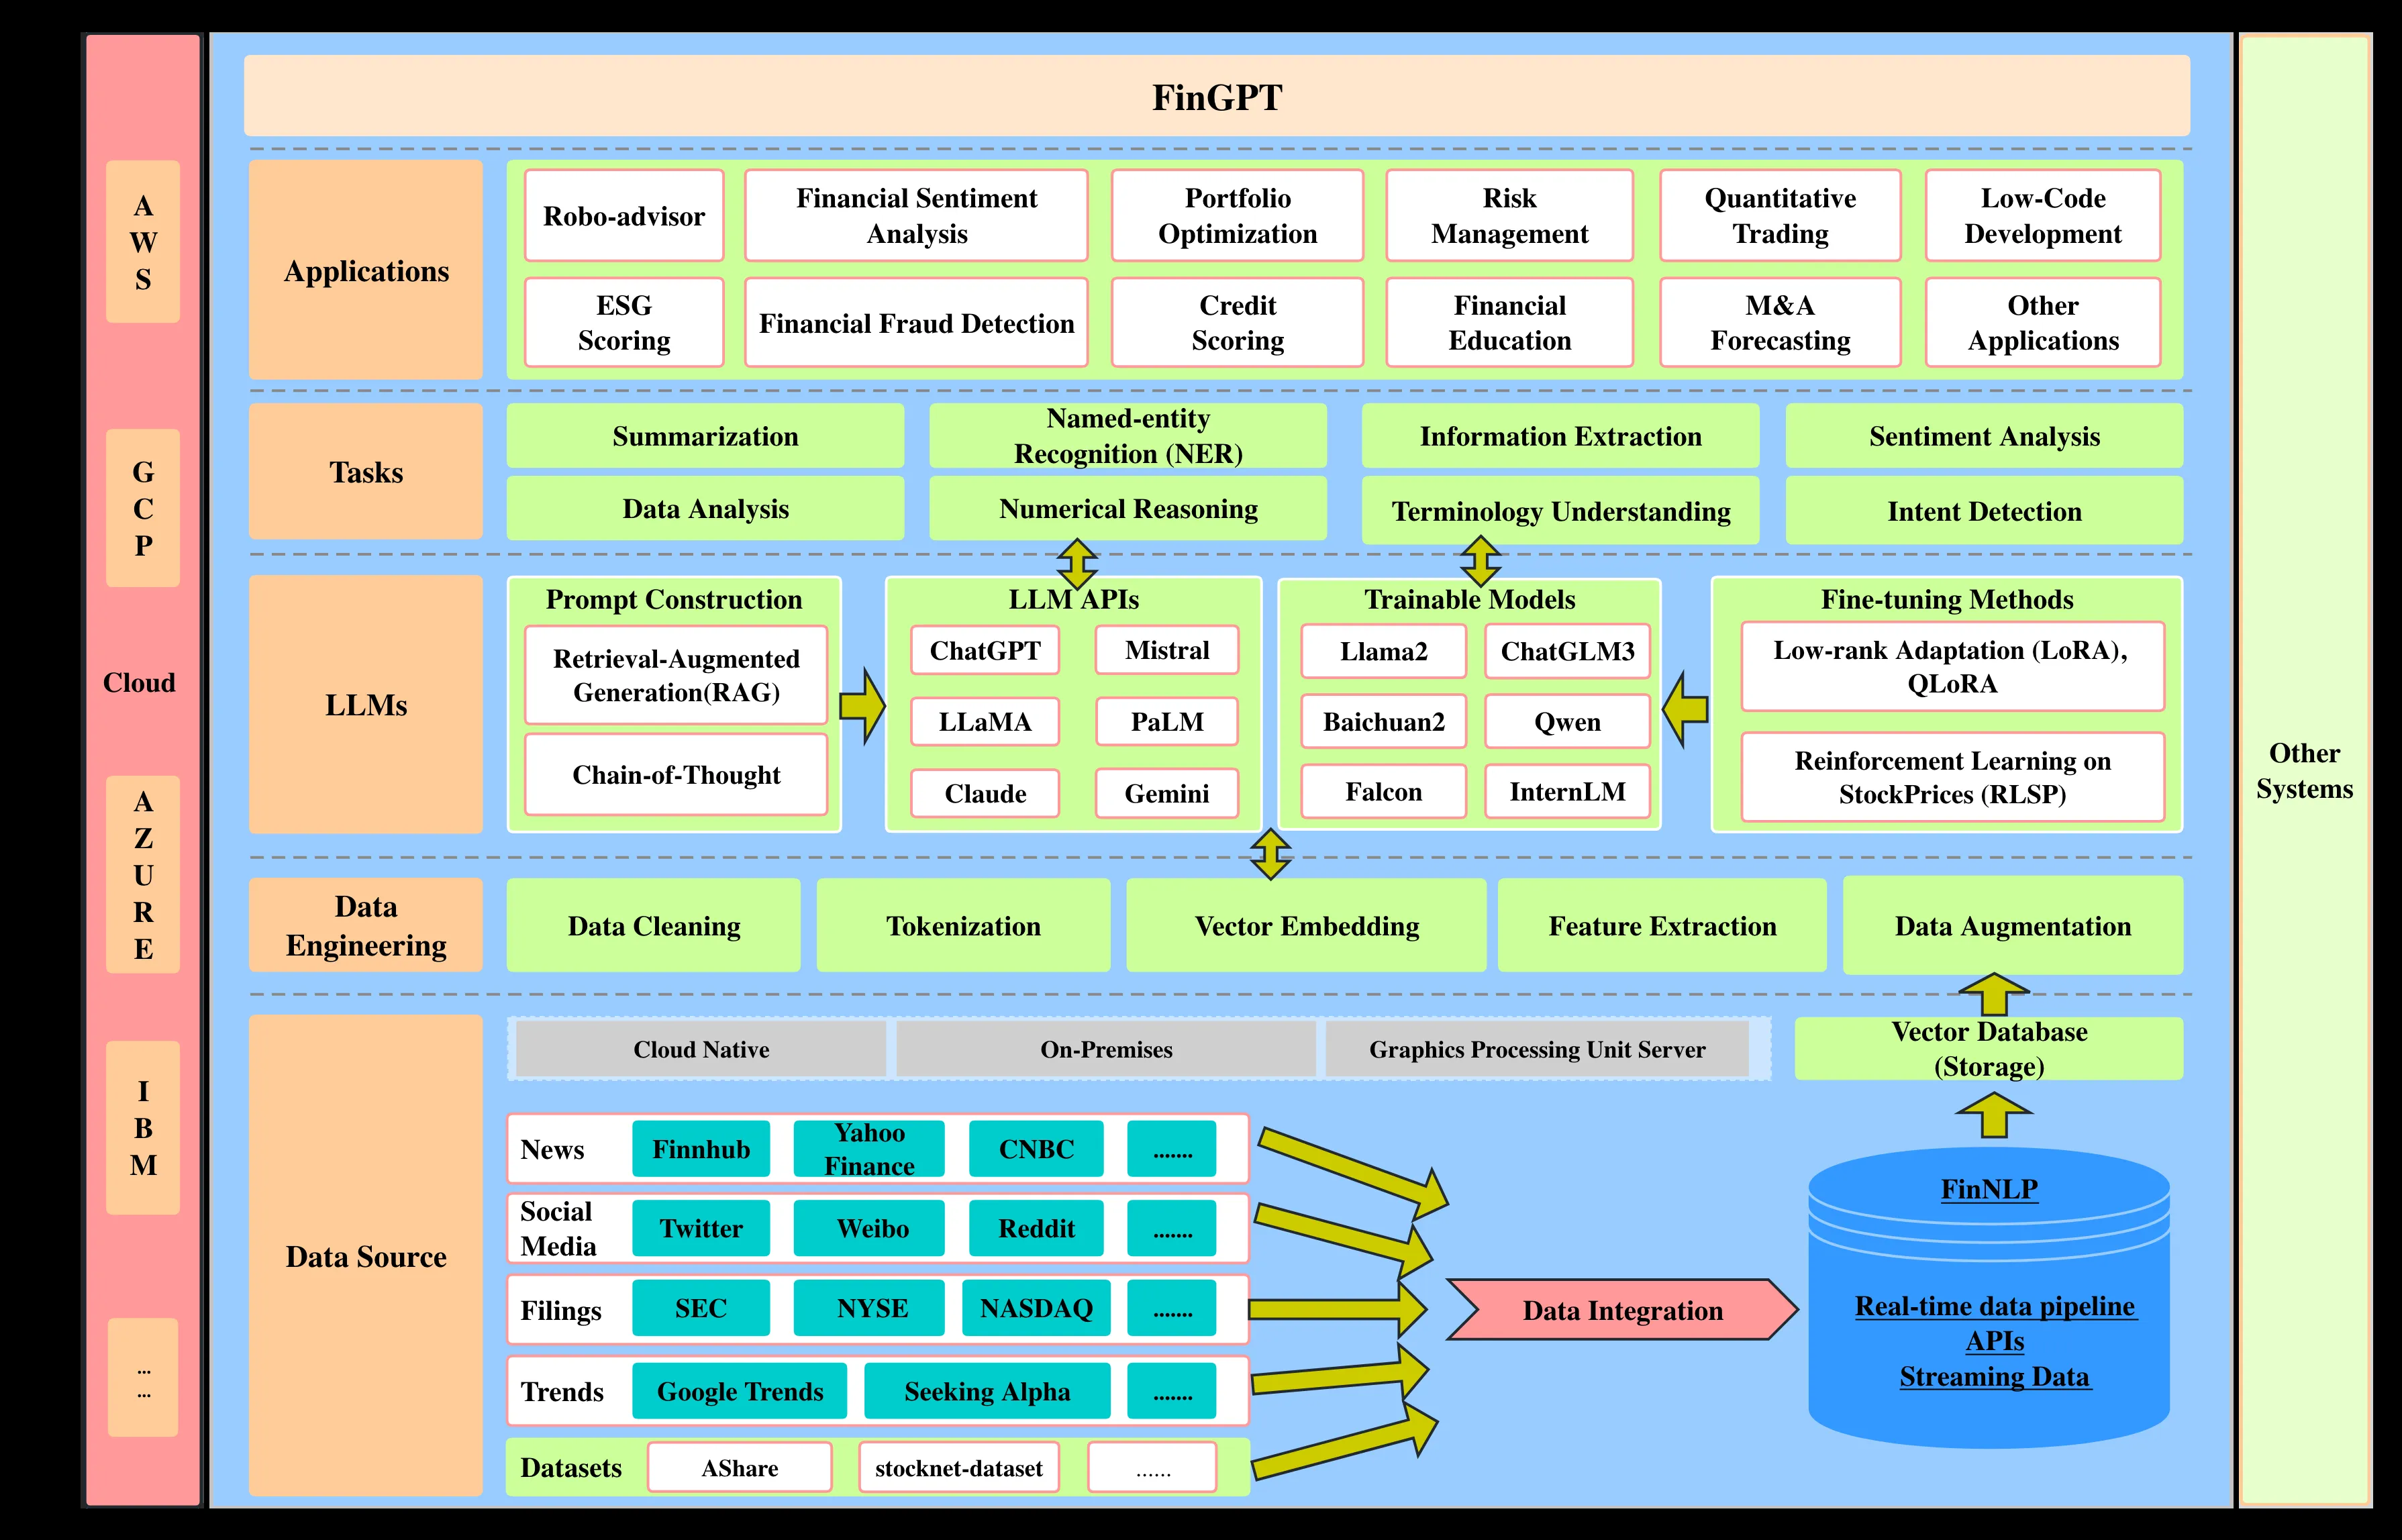 FinGPT
A
W
S
G
C
P
Cloud
A
Z
U
R
E
I
B
M
...
...
Applications
Robo-advisor
Financial Sentiment
Analysis
Portfolio
Optimization
Risk
Management
Quantitative
Trading
Low-Code
Development
ESG
Scoring
Financial Fraud Detection
Credit
Scoring
Financial
Education
M&A
Forecasting
Other
Applications
Tasks
Summarization
Named-entity
Recognition (NER)
Information Extraction
Sentiment Analysis
Data Analysis
Numerical Reasoning
Terminology Understanding
Intent Detection
LLMs
Prompt Construction
Retrieval-Augmented
Generation(RAG)
Chain-of-Thought
LLM APIs
ChatGPT
Mistral
LLaMA
PaLM
Claude
Gemini
Trainable Models
Llama2
ChatGLM3
Baichuan2
Qwen
Falcon
InternLM
Fine-tuning Methods
Low-rank Adaptation (LoRA),
QLoRA
Reinforcement Learning on
StockPrices (RLSP)
Data
Engineering
Data Cleaning
Tokenization
Vector Embedding
Feature Extraction
Data Augmentation
Data Source
Cloud Native
On-Premises
Graphics Processing Unit Server
Vector Database
(Storage)
News
Finnhub
Yahoo
Finance
CNBC
.......
Social
Media
Twitter
Weibo
Reddit
.......
Filings
SEC
NYSE
NASDAQ
.......
Trends
Google Trends
Seeking Alpha
.......
Datasets
AShare
stocknet-dataset
......
Data Integration
FinNLP
Real-time data pipeline
APIs
Streaming Data
Other
Systems